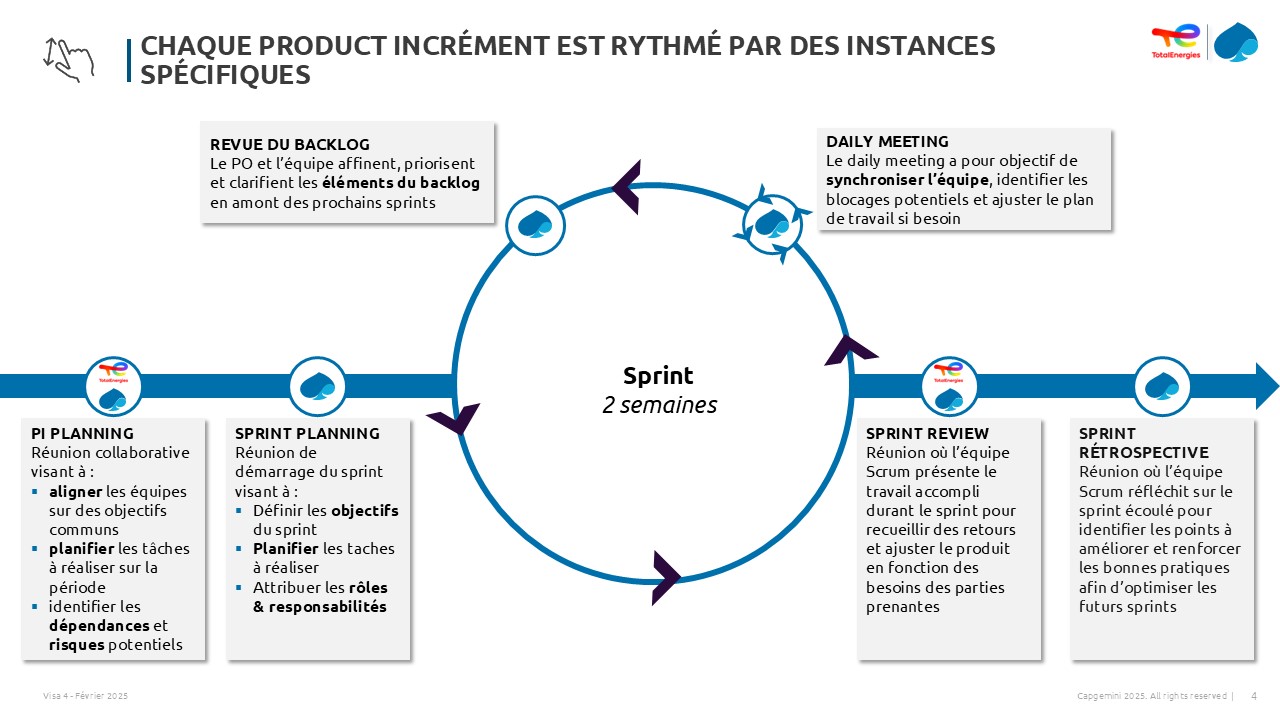 CHAQUE PRODUCT INCRÉMENT EST RYTHMÉ PAR DES INSTANCES
SPÉCIFIQUES
TotalEnergies
REVUE DU BACKLOG
Le PO et l’équipe affinent, priorisent
et clarifient les éléments du backlog
en amont des prochains sprints
DAILY MEETING
Le daily meeting a pour objectif de
synchroniser l’équipe, identifier les
blocages potentiels et ajuster le plan
de travail si besoin
Sprint
2 semaines
TotalEnergies
TotalEnergies
PI PLANNING
Réunion collaborative
visant à :
▪ aligner les équipes
sur des objectifs
communs
▪ planifier les tâches
à réaliser sur la
période
▪ identifier les
dépendances et
risques potentiels
SPRINT PLANNING
Réunion de
démarrage du sprint
visant à :
▪ Définir les objectifs
du sprint
▪ Planifier les taches
à réaliser
▪ Attribuer les rôles
& responsabilités
SPRINT REVIEW
Réunion où l’équipe
Scrum présente le
travail accompli
durant le sprint pour
recueillir des retours
et ajuster le produit
en fonction des
besoins des parties
prenantes
SPRINT
RÉTROSPECTIVE
Réunion où l’équipe
Scrum réfléchit sur le
sprint écoulé pour
identifier les points à
améliorer et renforcer
les bonnes pratiques
afin d’optimiser les
futurs sprints
Visa 4 - Février 2025
Capgemini 2025. All rights reserved | 4